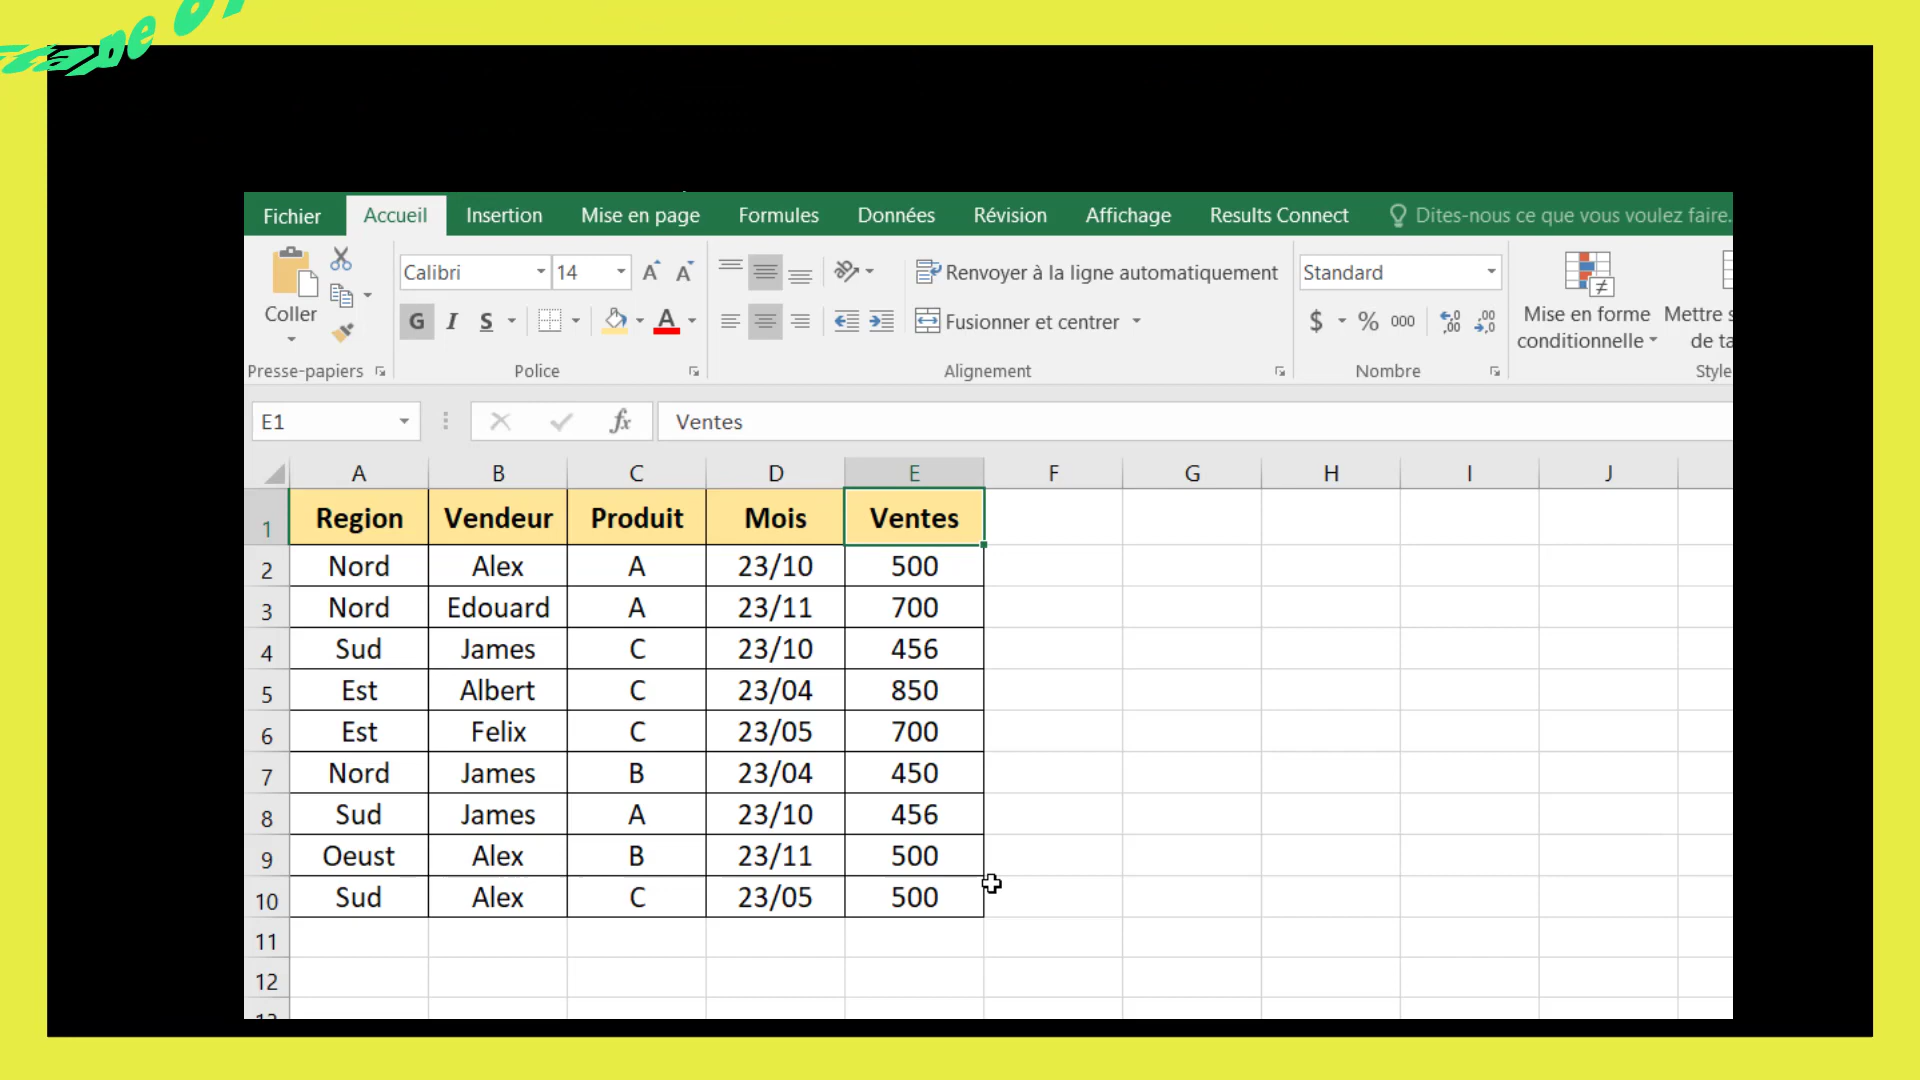 Fichier Accueil Insertion Mise en page Formules Données Révision Affichage Results Connect Dites-nous ce que vous voulez faire.
Calibri 14 Renvoyer à la ligne automatiquement Standard
Coller G I S A Fusionner et centrer $ % 000 Mise en forme conditionnelle Mettre
Presse-papiers Police Alignement Nombre Style
E1 fx Ventes
A B C D E F G H I J
1 Region Vendeur Produit Mois Ventes
2 Nord Alex A 23/10 500
3 Nord Edouard A 23/11 700
4 Sud James C 23/10 456
5 Est Albert C 23/04 850
6 Est Felix C 23/05 700
7 Nord James B 23/04 450
8 Sud James A 23/10 456
9 Oeust Alex B 23/11 500
10 Sud Alex C 23/05 500
11
12